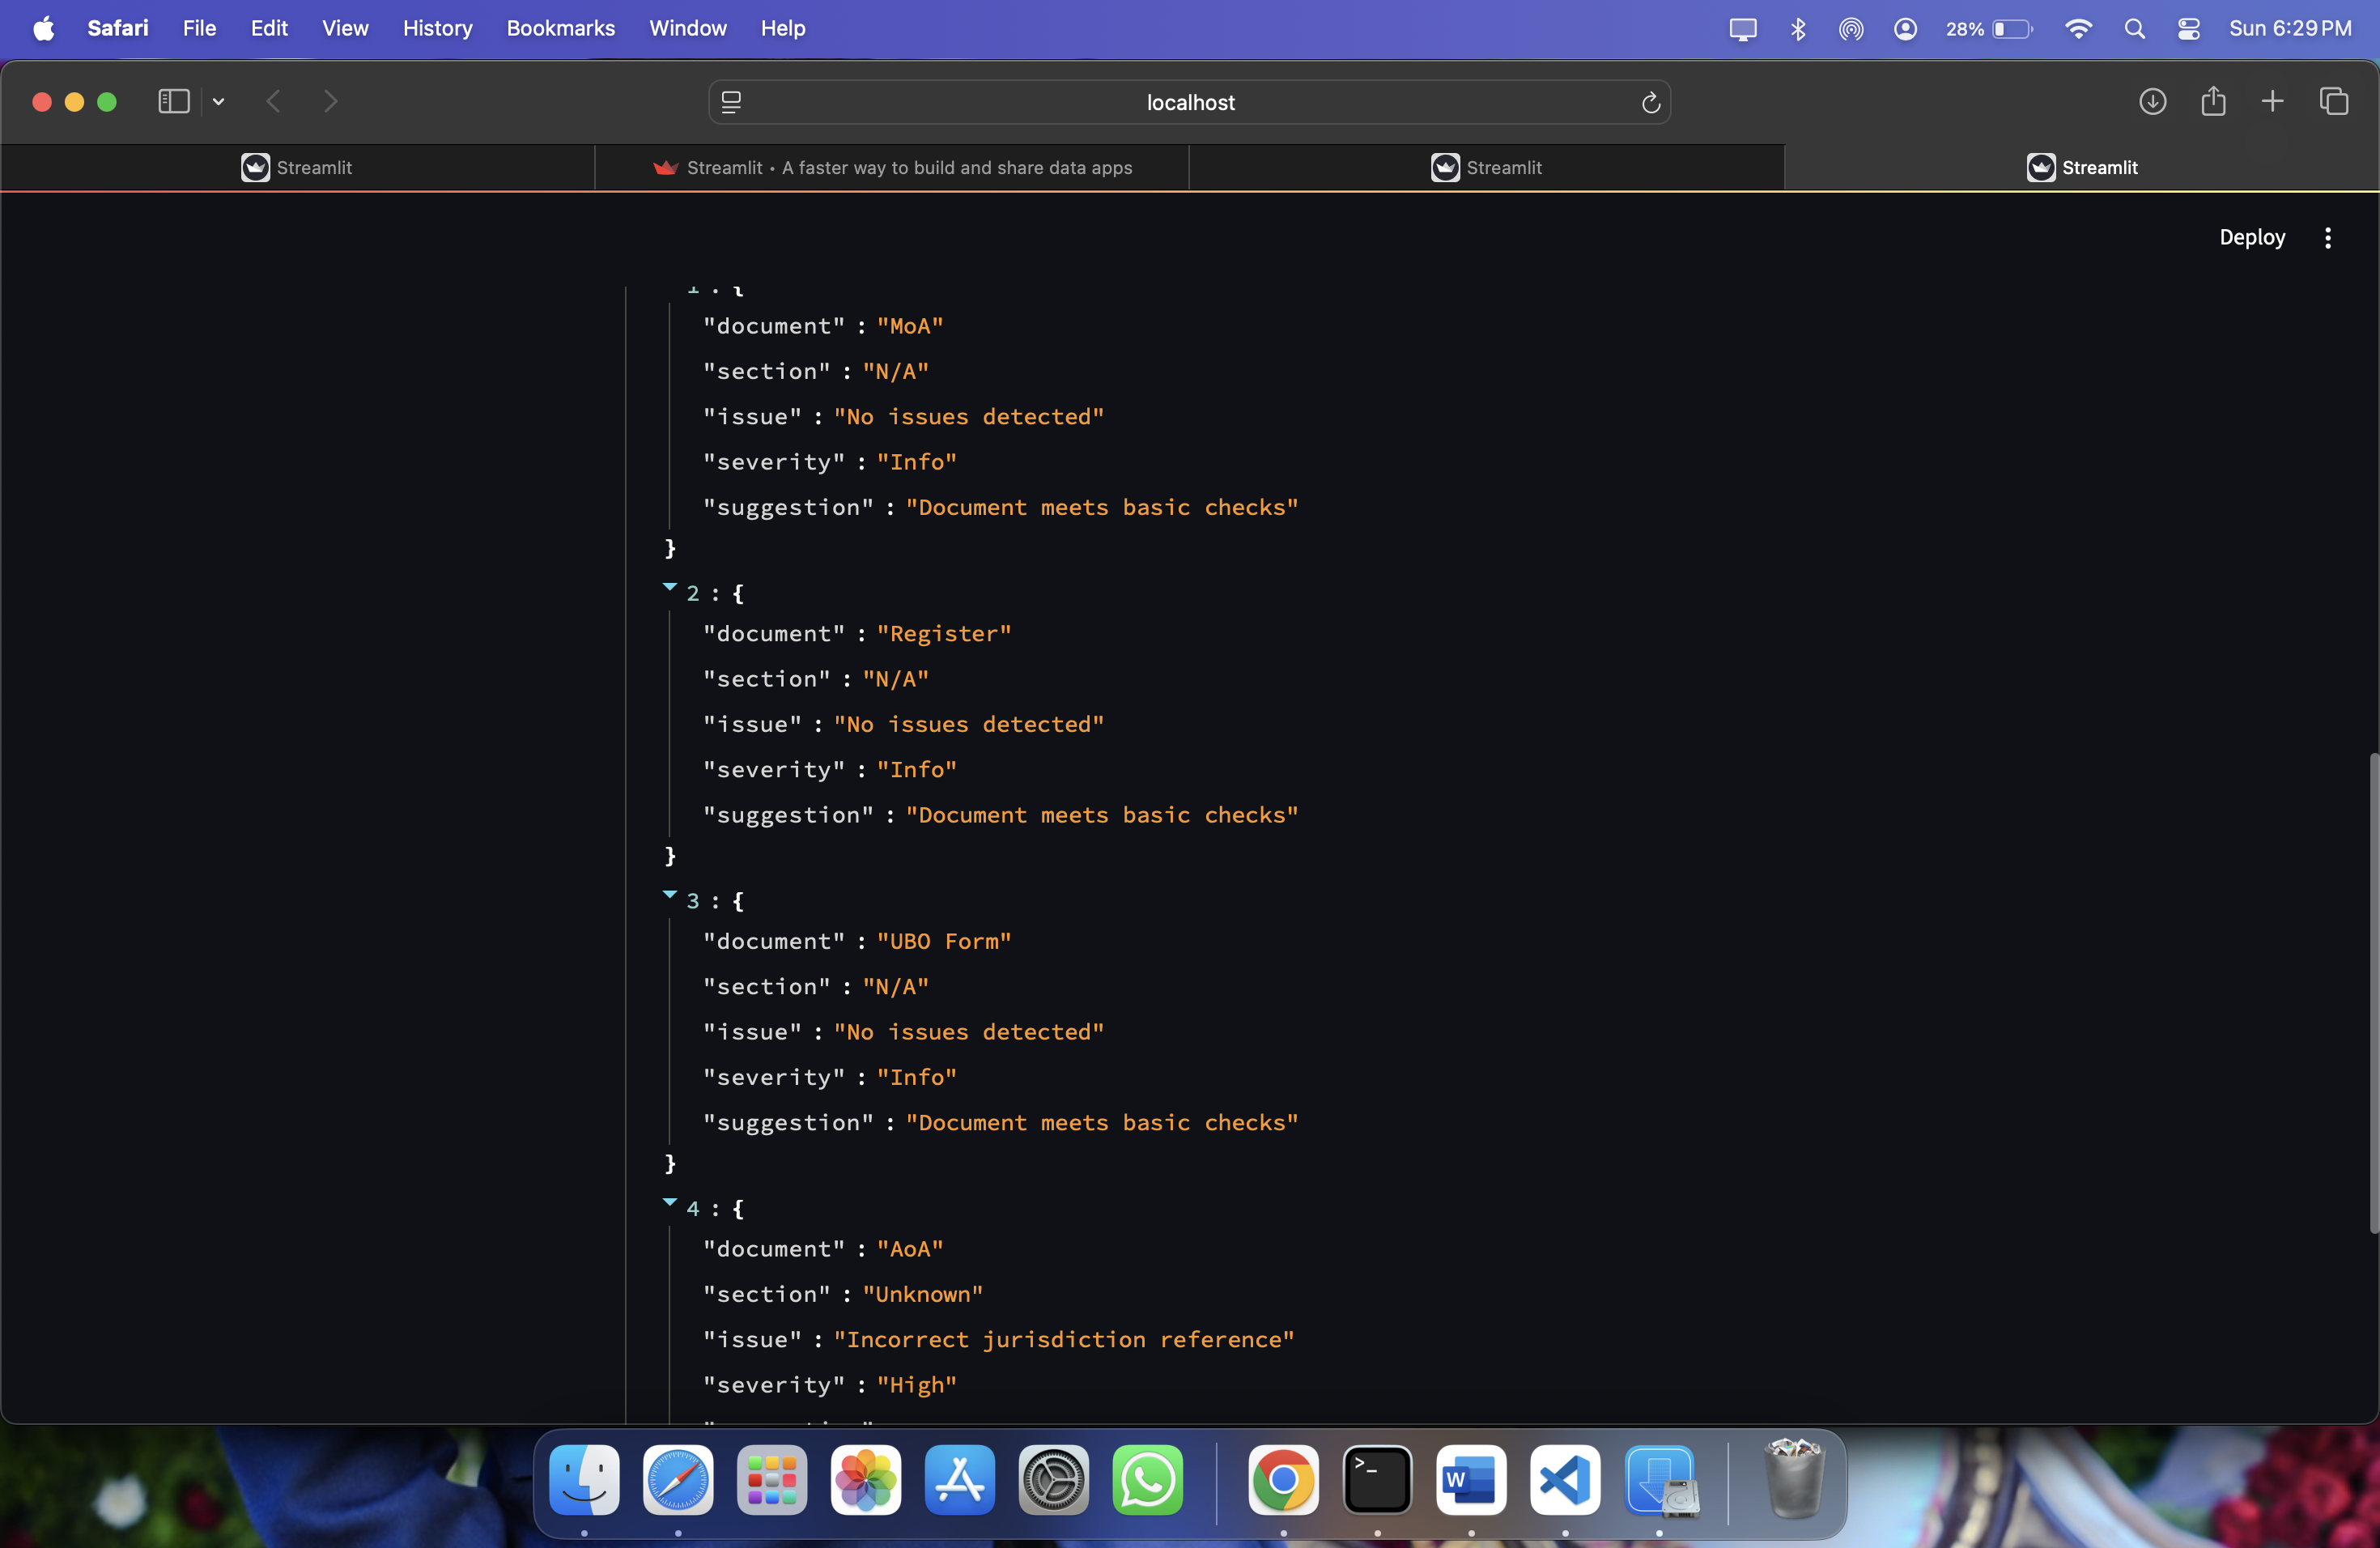 Safari File Edit View History Bookmarks Window Help 28% Sun 6:29 PM
localhost
Streamlit
Streamlit • A faster way to build and share data apps
Streamlit
Streamlit
Deploy
1 : {
"document" : "MoA"
"section" : "N/A"
"issue" : "No issues detected"
"severity" : "Info"
"suggestion" : "Document meets basic checks"
}
2 : {
"document" : "Register"
"section" : "N/A"
"issue" : "No issues detected"
"severity" : "Info"
"suggestion" : "Document meets basic checks"
}
3 : {
"document" : "UBO Form"
"section" : "N/A"
"issue" : "No issues detected"
"severity" : "Info"
"suggestion" : "Document meets basic checks"
}
4 : {
"document" : "AoA"
"section" : "Unknown"
"issue" : "Incorrect jurisdiction reference"
"severity" : "High"
>_
W